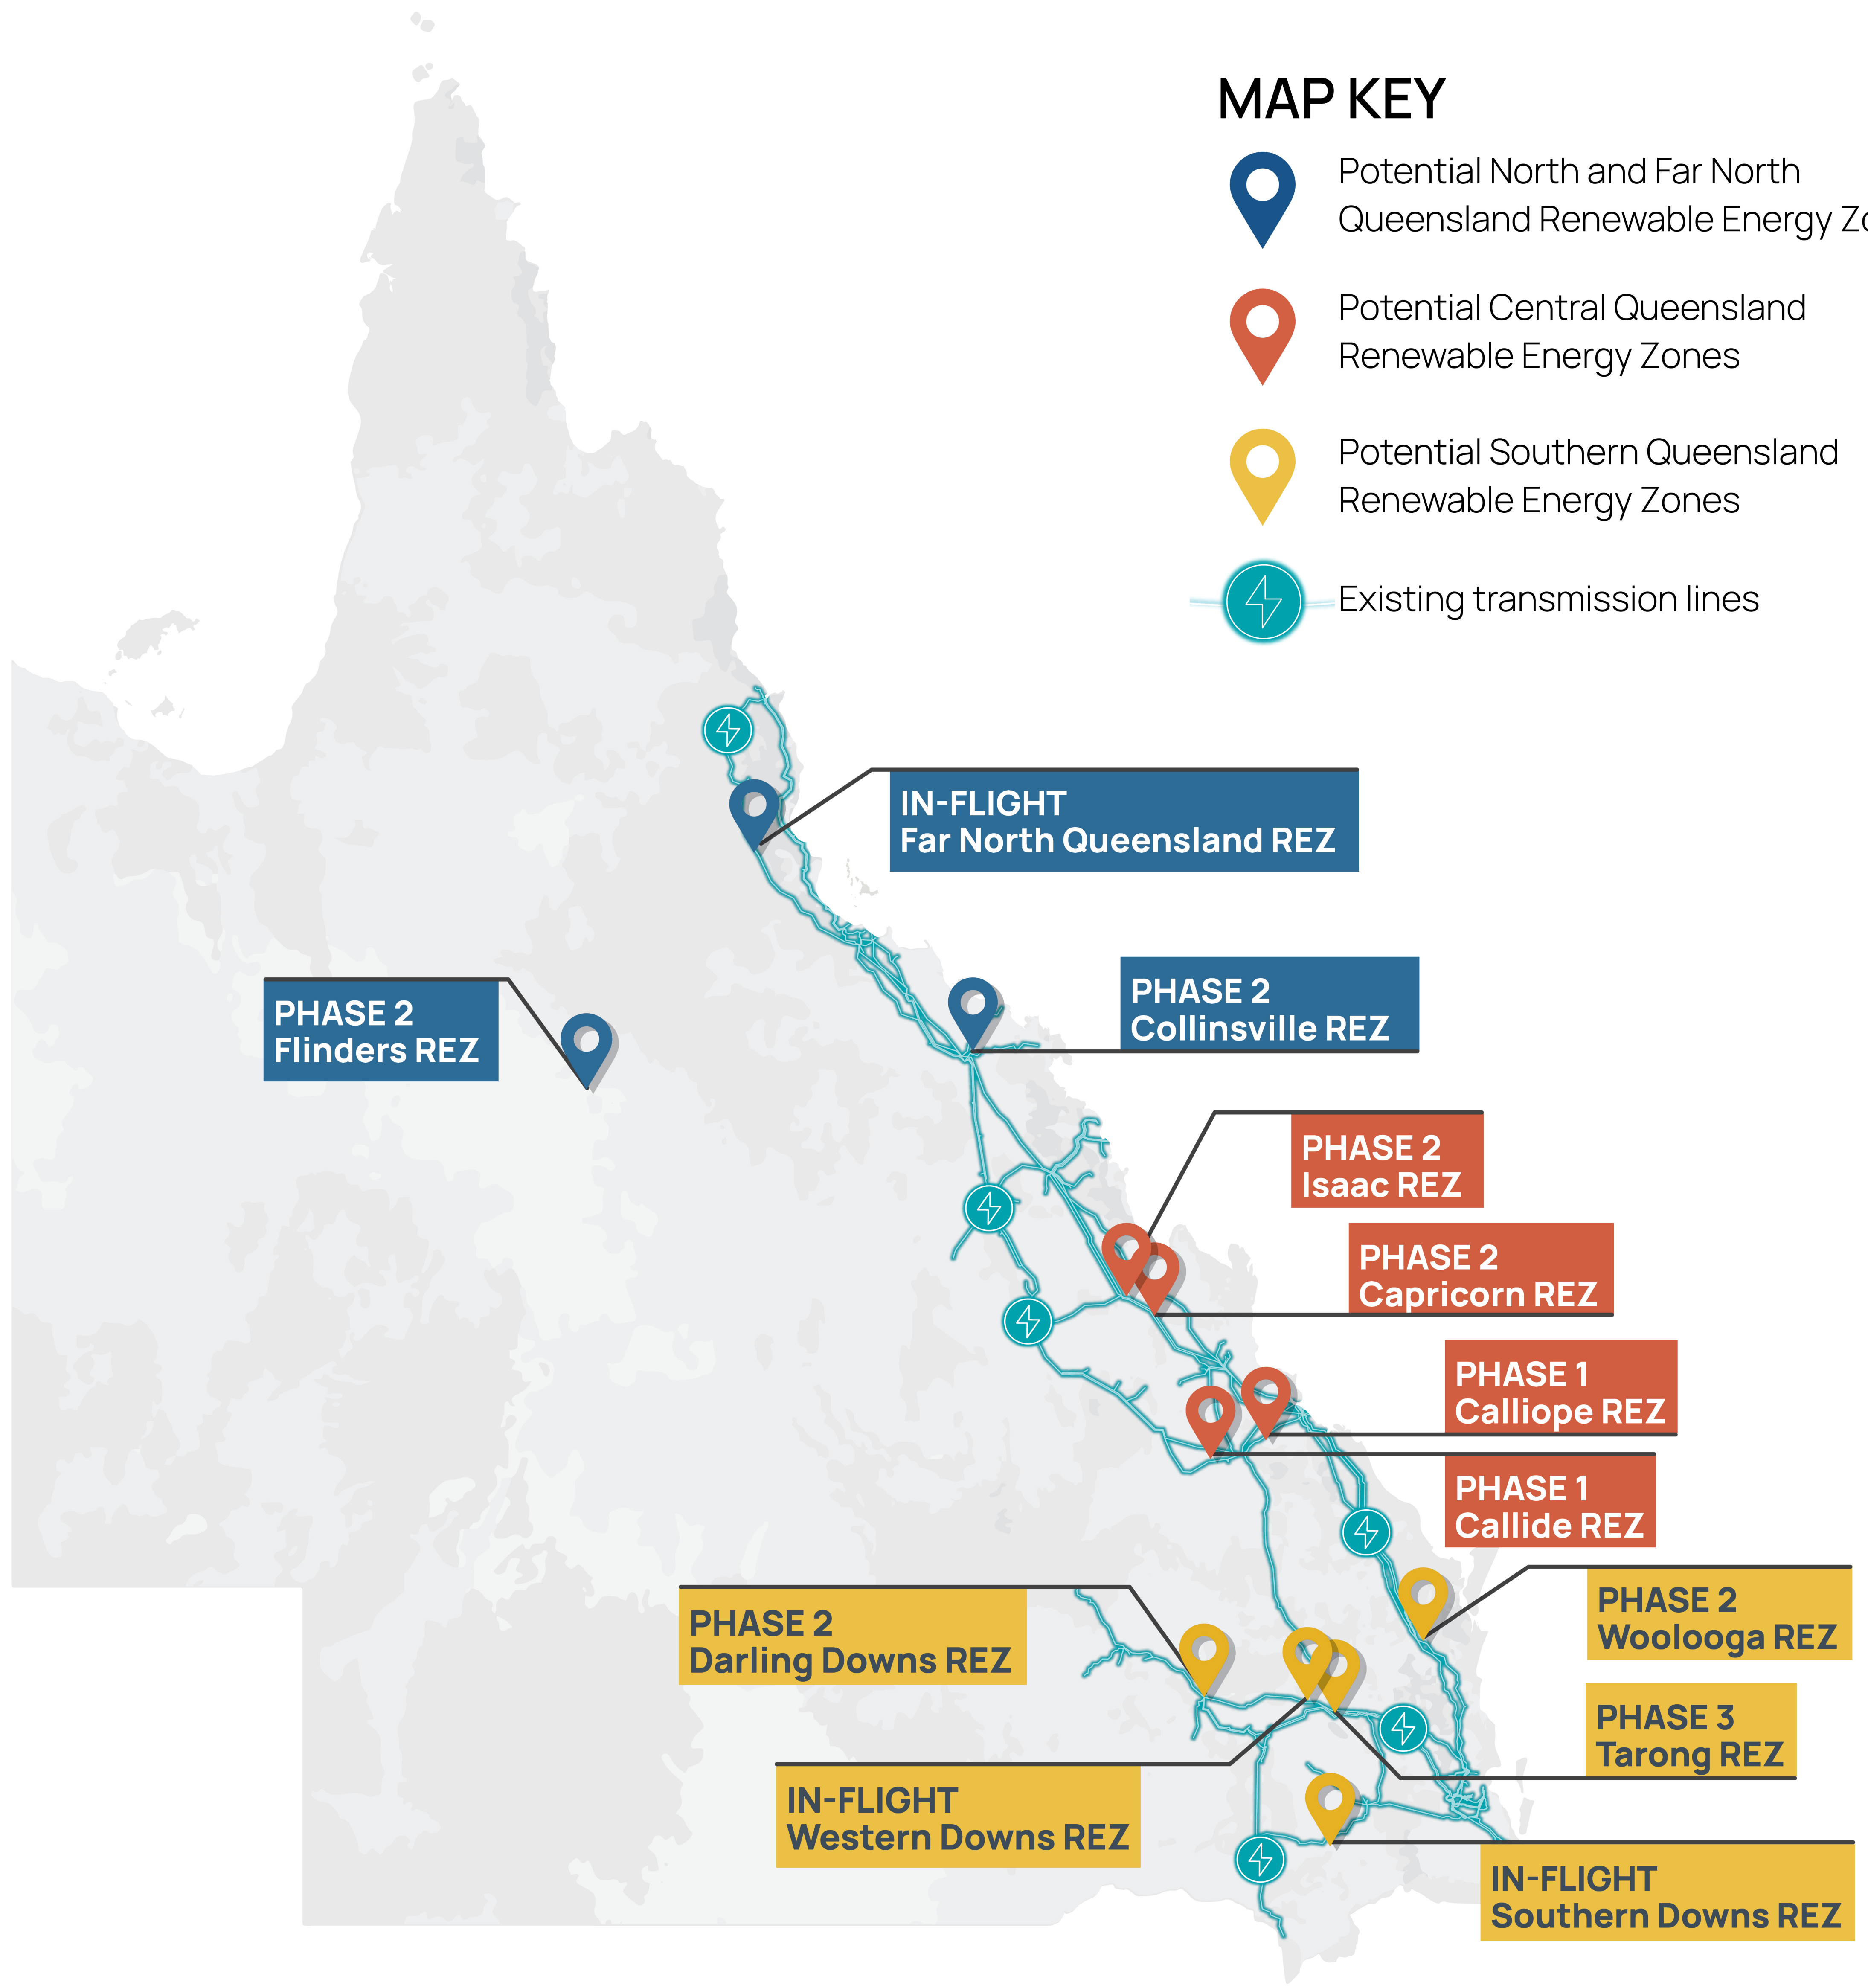 MAP KEY
Potential North and Far North
Queensland Renewable Energy
Potential Central Queensland
Renewable Energy Zones
Potential Southern Queensland
Renewable Energy Zones
Existing transmission lines
IN-FLIGHT
Far North Queensland REZ
PHASE 2
Collinsville REZ
PHASE 2
Flinders REZ
PHASE 2
Isaac REZ
PHASE 2
Capricorn REZ
PHASE 1
Calliope REZ
PHASE 1
Callide REZ
PHASE 2
Woolooga REZ
PHASE 2
Darling Downs REZ
PHASE 3
Tarong REZ
IN-FLIGHT
Western Downs REZ
IN-FLIGHT
Southern Downs REZ